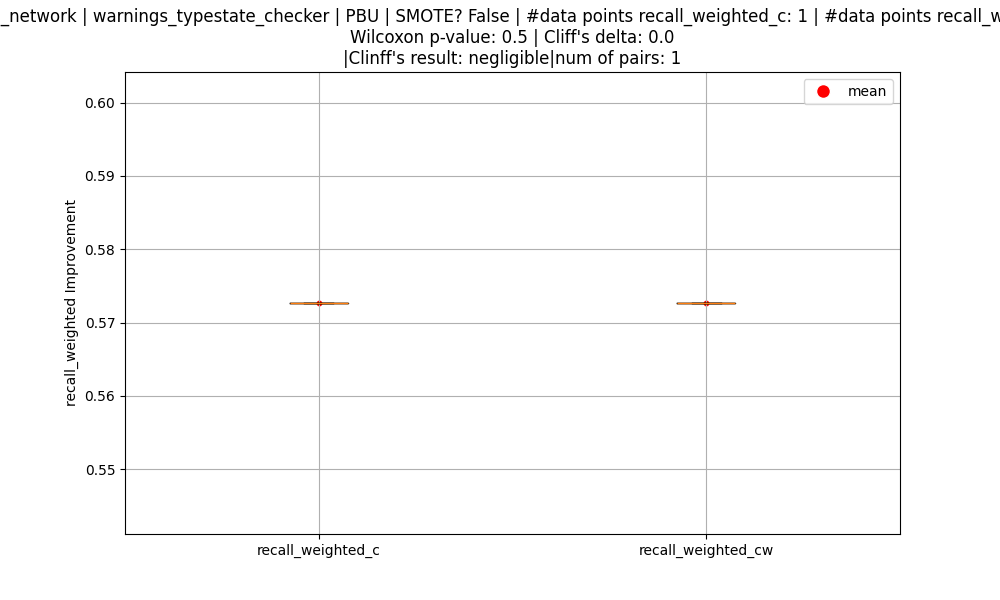 _network | warnings_typestate_checker | PBU | SMOTE? False | #data points recall_weighted_c: 1 | #data points recall_w
Wilcoxon p-value: 0.5 | Cliff's delta: 0.0
|Clinff's result: negligible|num of pairs: 1
mean
0.60
0.59
0.58
0.57
0.56
0.55
recall_weighted Improvement
recall_weighted_c
recall_weighted_cw